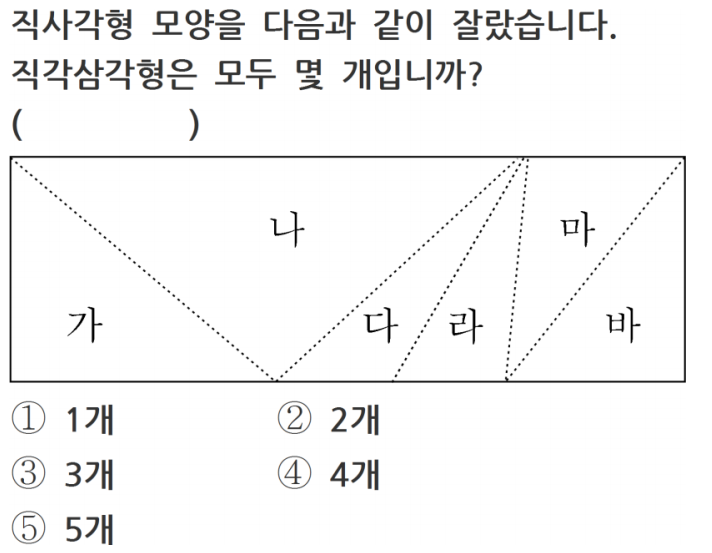 직사각형 모양을 다음과 같이 잘랐습니다.
직각삼각형은 모두 몇 개입니까?
( )
나 마
가 다 라 바
① 1개 ② 2개
③ 3개 ④ 4개
⑤ 5개